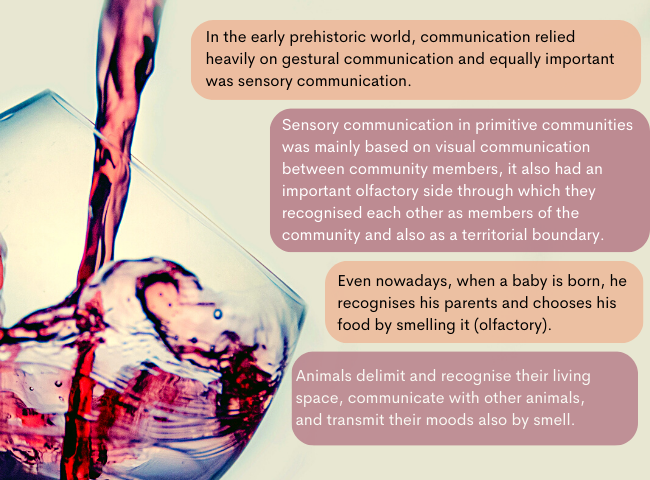 In the early prehistoric world, communication relied
heavily on gestural communication and equally important
was sensory communication.
Sensory communication in primitive communities
was mainly based on visual communication
between community members, it also had an
important olfactory side through which they
recognised each other as members of the
community and also as a territorial boundary.
Even nowadays, when a baby is born, he
recognises his parents and chooses his
food by smelling it (olfactory).
Animals delimit and recognise their living
space, communicate with other animals,
and transmit their moods also by smell.